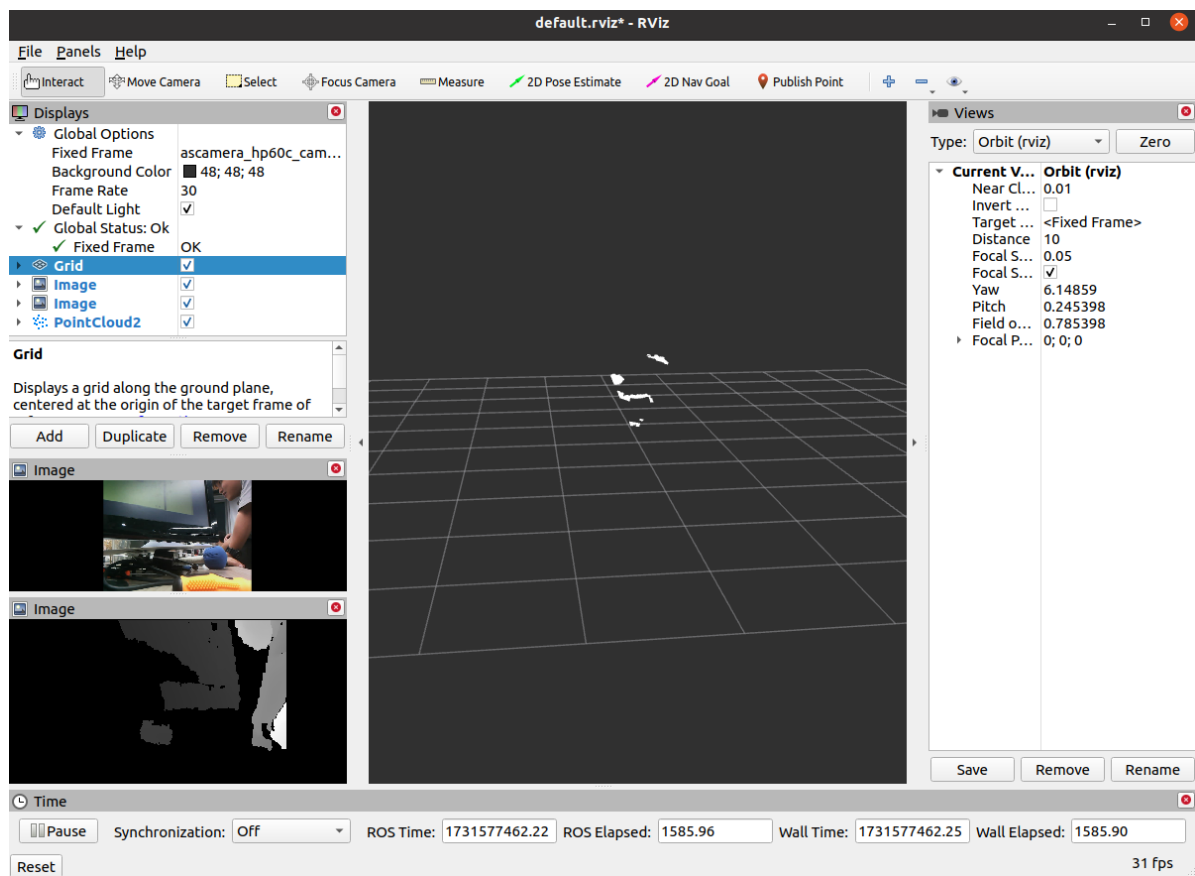 default.rviz* - RViz
File Panels Help
Interact Move Camera Select Focus Camera Measure 2D Pose Estimate 2D Nav Goal Publish Point
Displays
Global Options
Fixed Frame ascamera_hp60c_cam...
Background Color 48; 48; 48
Frame Rate 30
Default Light
Global Status: Ok
Fixed Frame OK
Grid
Image
Image
PointCloud2
Grid
Displays a grid along the ground plane,
centered at the origin of the target frame of
Add Duplicate Remove Rename
Image
Image
Views
Type: Orbit (rviz) Zero
Current V... Orbit (rviz)
Near Cl... 0.01
Invert ...
Target ... <Fixed Frame>
Distance 10
Focal S... 0.05
Focal S...
Yaw 6.14859
Pitch 0.245398
Field o... 0.785398
Focal P... 0; 0; 0
Save Remove Rename
Time
Pause Synchronization: Off ROS Time: 1731577462.22 ROS Elapsed: 1585.96 Wall Time: 1731577462.25 Wall Elapsed: 1585.90
Reset 31 fps